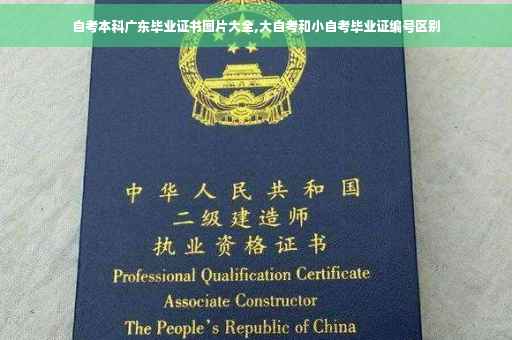 自考本科广东毕业证书图片大全,大自考和小自考毕业证编号区别
中华人民共和国
二级建造师
执业资格证书
Professional Qualification Certificate
Associate Constructor
The People's Republic of China